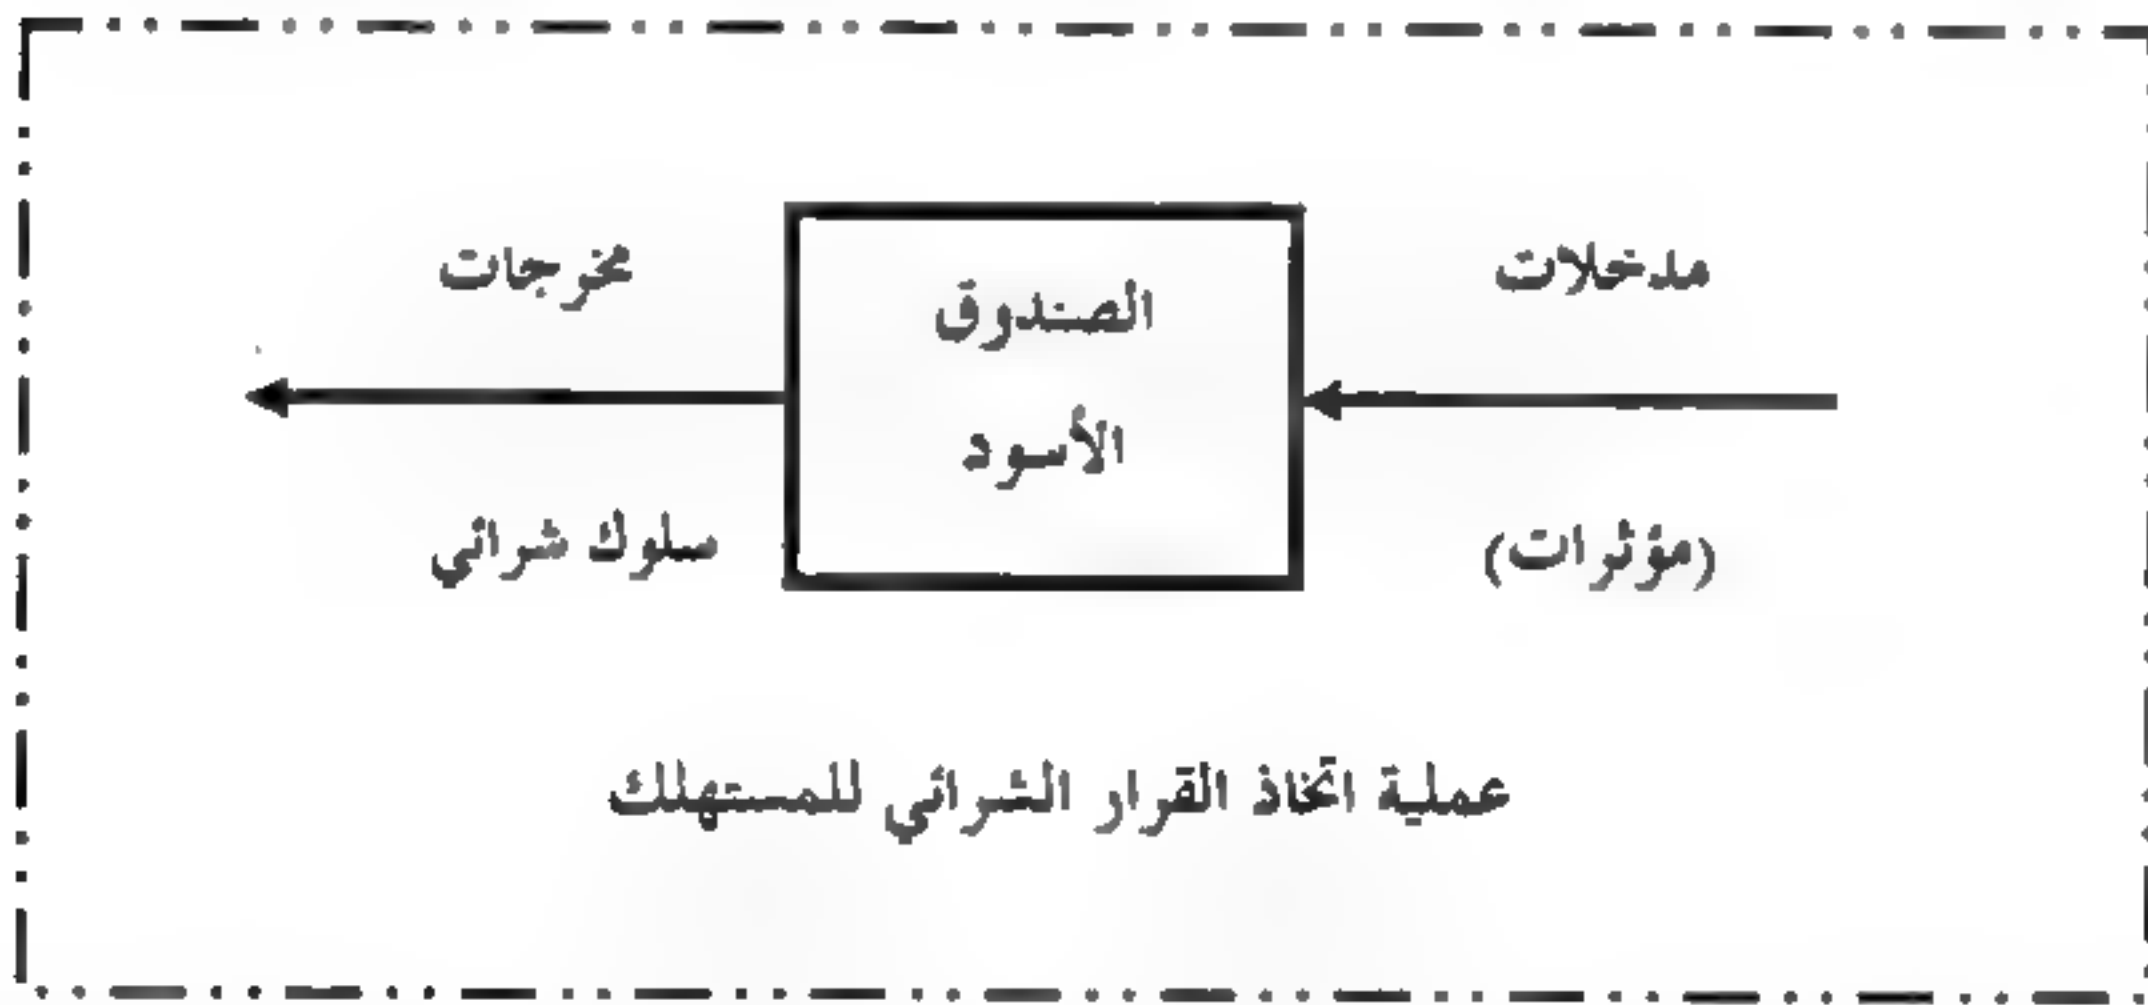 مدخلات
(مؤثرات)
الصندوق
الأسود
مخرجات
سلوك شرائي
عملية اتخاذ القرار الشرائي للمستهلك